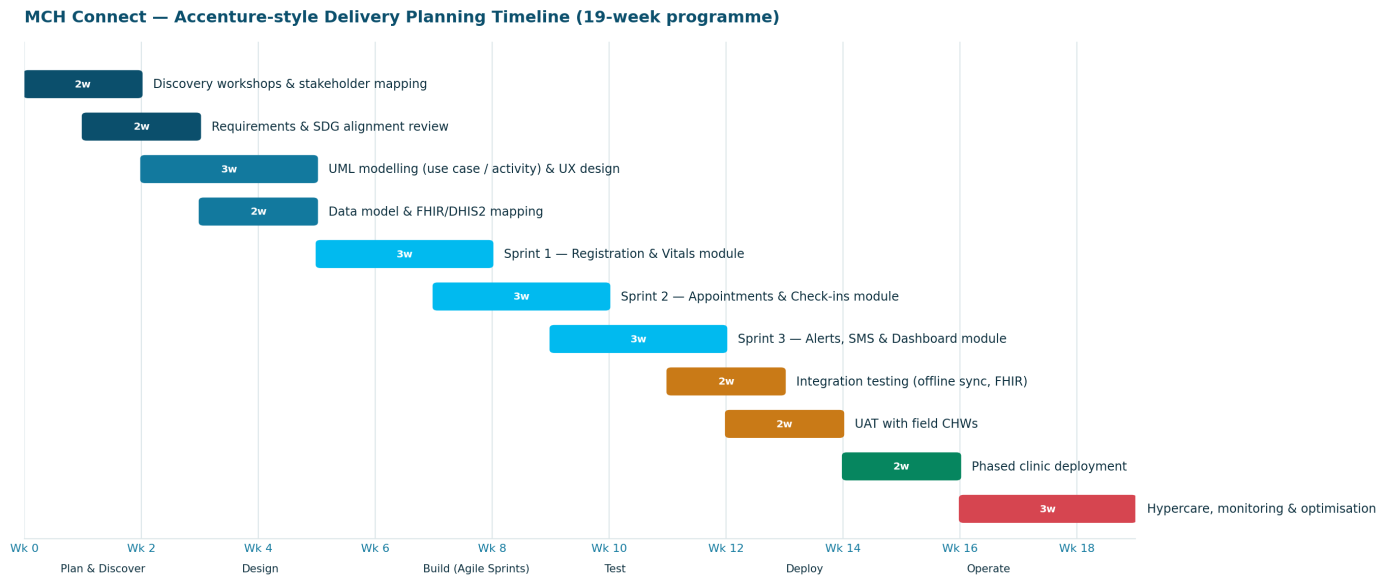 MCH Connect — Accenture-style Delivery Planning Timeline (19-week programme)
2w Discovery workshops & stakeholder mapping
2w Requirements & SDG alignment review
3w UML modelling (use case / activity) & UX design
2w Data model & FHIR/DHIS2 mapping
3w Sprint 1 — Registration & Vitals module
3w Sprint 2 — Appointments & Check-ins module
3w Sprint 3 — Alerts, SMS & Dashboard module
2w Integration testing (offline sync, FHIR)
2w UAT with field CHWs
2w Phased clinic deployment
3w Hypercare, monitoring & optimisation
Wk 0 Wk 2 Wk 4 Wk 6 Wk 8 Wk 10 Wk 12 Wk 14 Wk 16 Wk 18
Plan & Discover Design Build (Agile Sprints) Test Deploy Operate